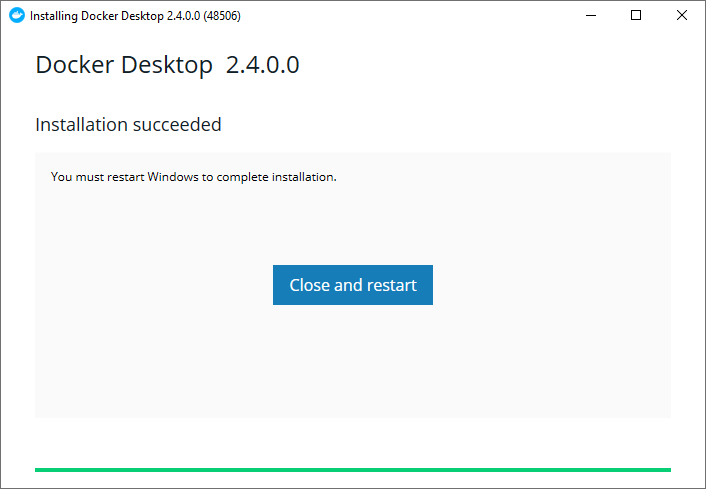 Installing Docker Desktop 2.4.0.0 (48506)
Docker Desktop 2.4.0.0
Installation succeeded
You must restart Windows to complete installation.
Close and restart